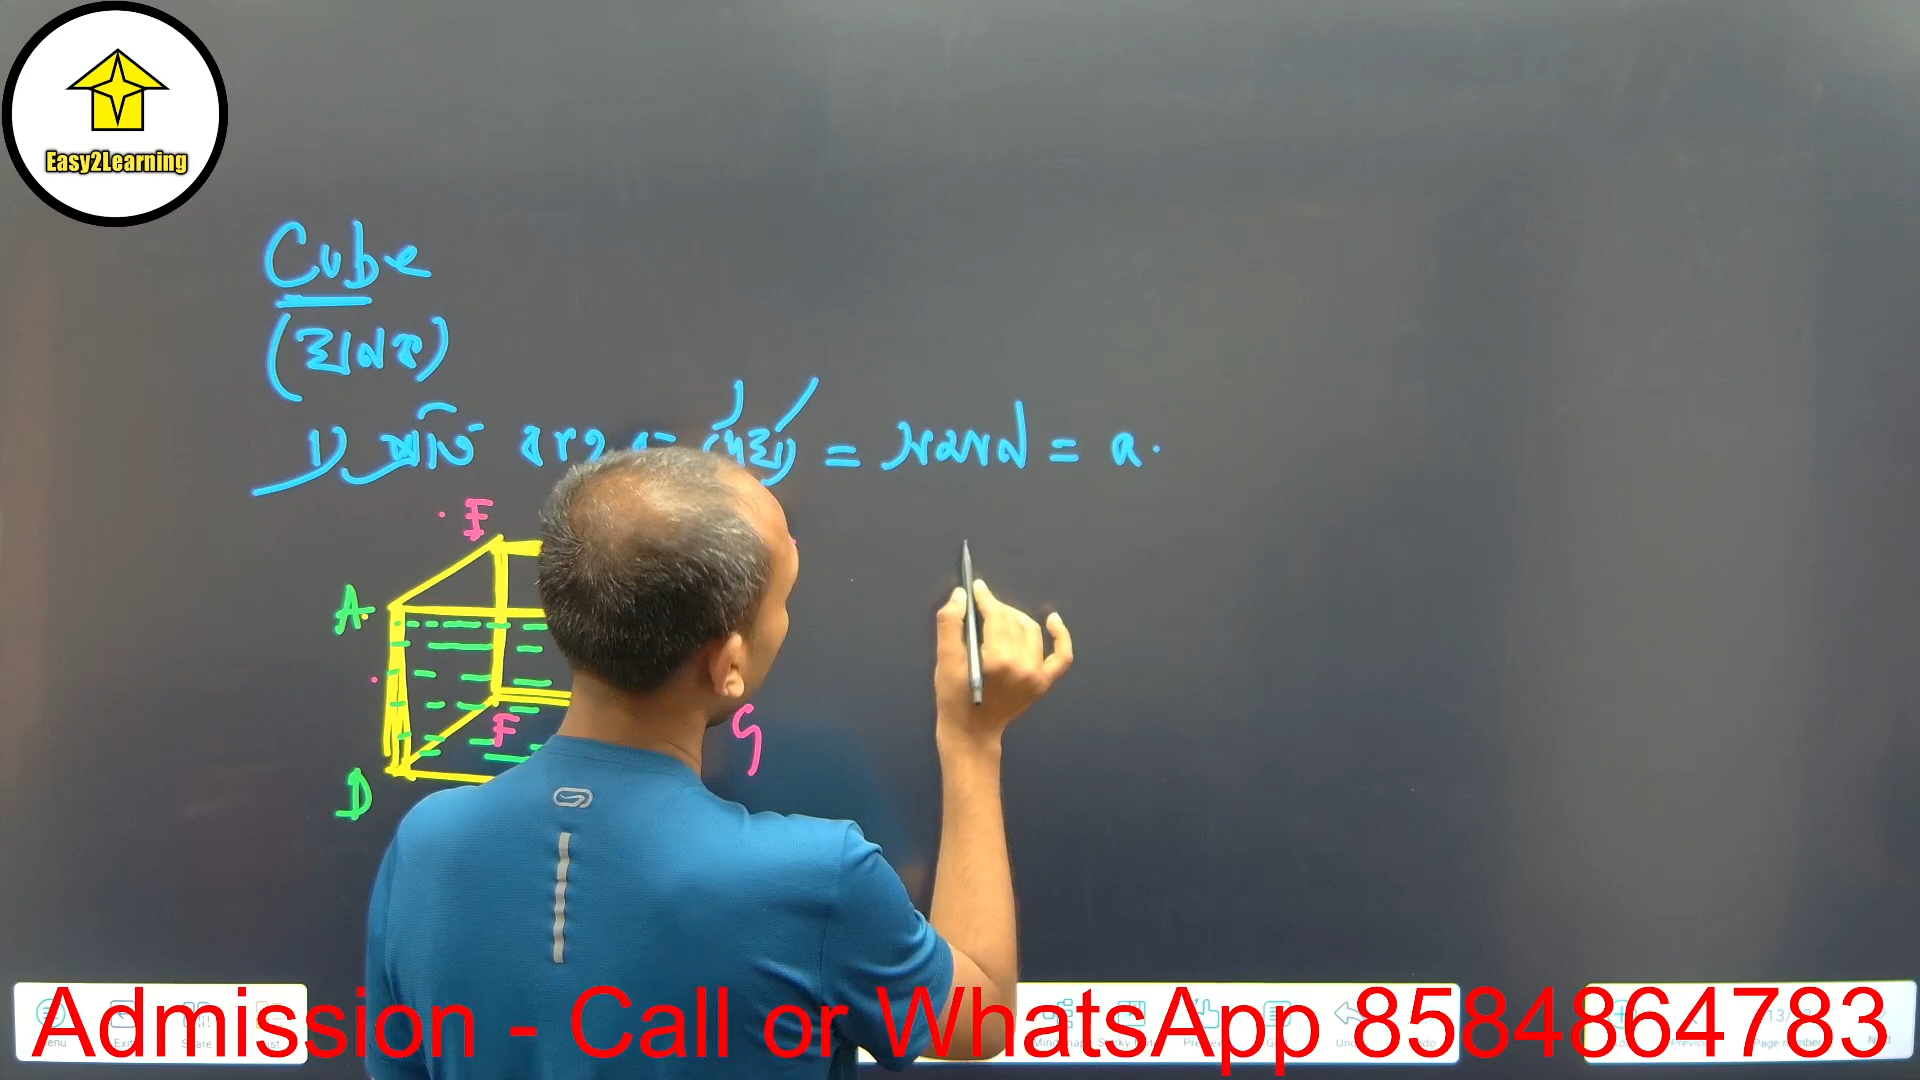 Easy2Learning
Cube
(ঘনক)
1) প্রতি = সমান = a.
E
A
F
G
D
Admission - Call or WhatsApp 8584864783